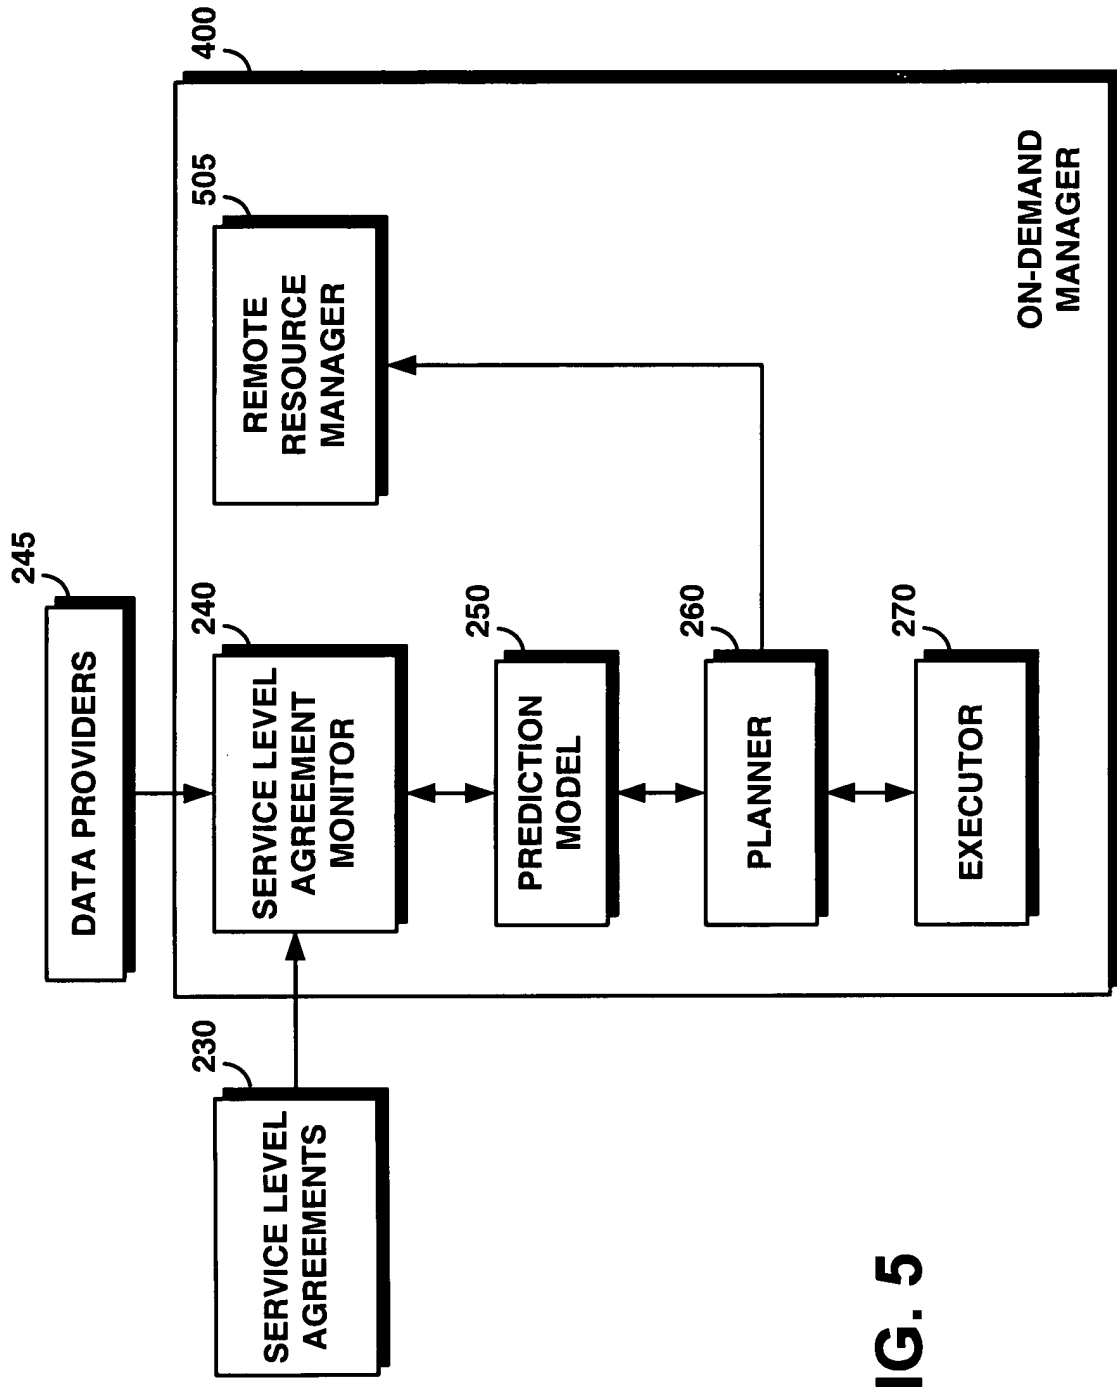 230
SERVICE LEVEL
AGREEMENTS
245
DATA PROVIDERS
240
SERVICE LEVEL
AGREEMENT
MONITOR
250
PREDICTION
MODEL
260
PLANNER
270
EXECUTOR
505
REMOTE
RESOURCE
MANAGER
400
ON-DEMAND
MANAGER
IG. 5